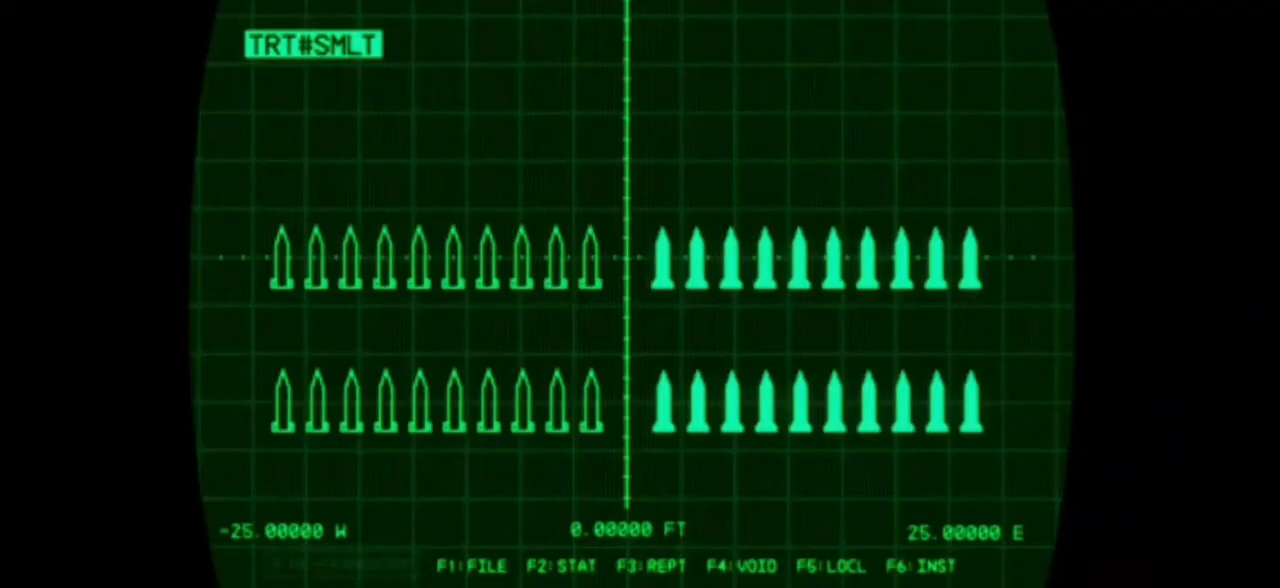 TRT#SMLT
-25.00000 W 0.00000 FT 25.00000 E
F1:FILE F2:STAT F3:REPT F4:VOID F5:LOCL F6:INST